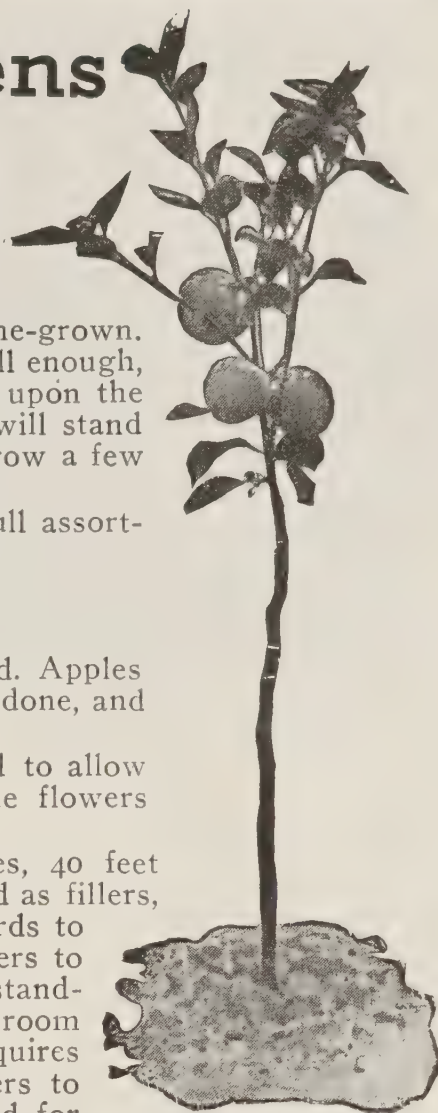 ens
ne-grown.
ll enough,
upon the
will stand
row a few
ull assort-
d. Apples
done, and
d to allow
e flowers
es, 40 feet
d as fillers,
rds to
ers to
stand-
room
quires
ers to
d for